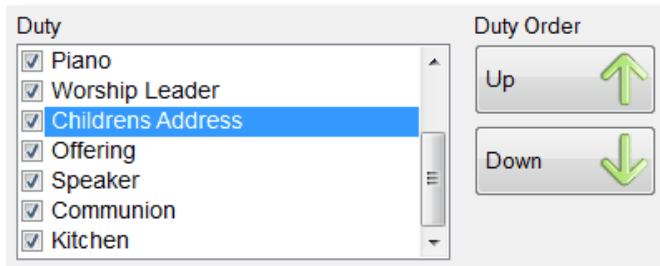 Duty
Piano
Worship Leader
Childrens Address
Offering
Speaker
Communion
Kitchen
Duty Order
Up
Down